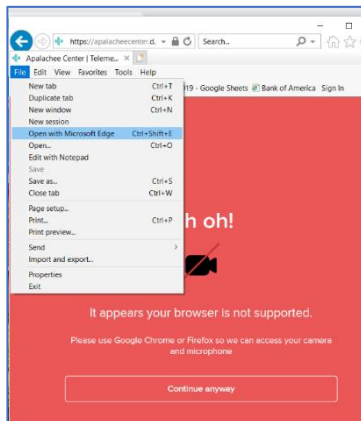 https://apalacheecenter.d.
Search...
Apalachee Center | Teleme...
File Edit View Favorites Tools Help
New tab Ctrl+T
Duplicate tab Ctrl+K
New window Ctrl+N
New session
Open with Microsoft Edge Ctrl+Shift+E
Open... Ctrl+O
Edit with Notepad
Save
Save as... Ctrl+S
Close tab Ctrl+W
Page setup...
Print... Ctrl+P
Print preview...
Send
Import and export...
Properties
Exit
19 - Google Sheets Bank of America Sign In
h oh!
It appears your browser is not supported.
Please use Google Chrome or Firefox so we can access your camera
and microphone
Continue anyway